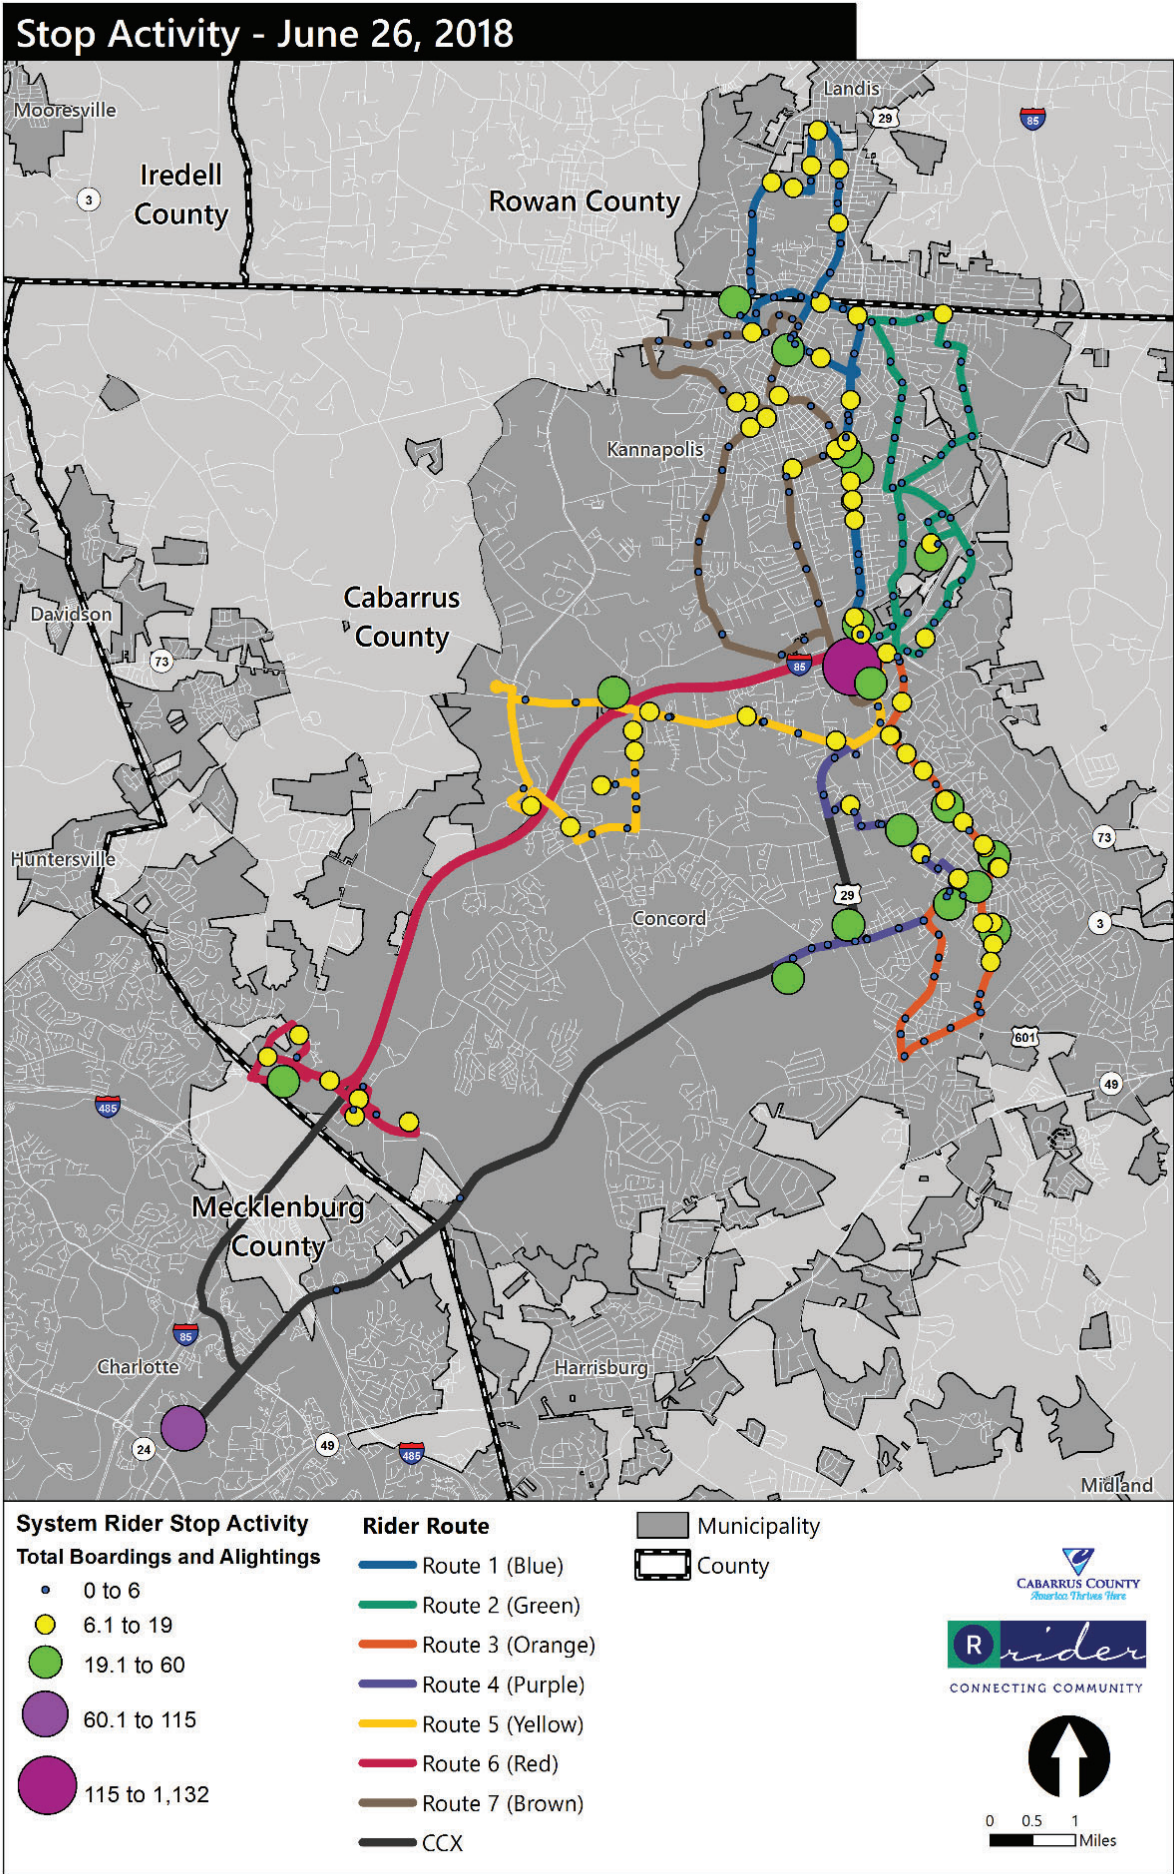 Stop Activity - June 26, 2018
Landis
29
85
Mooresville
Iredell
County
3
Rowan County
Kannapolis
Cabarrus
County
Davidson
73
85
Huntersville
73
29
Concord
3
601
49
485
Mecklenburg
County
85
Charlotte
Harrisburg
24
49
485
Midland
System Rider Stop Activity
Total Boardings and Alightings
0 to 6
6.1 to 19
19.1 to 60
60.1 to 115
115 to 1,132
Rider Route
Route 1 (Blue)
Route 2 (Green)
Route 3 (Orange)
Route 4 (Purple)
Route 5 (Yellow)
Route 6 (Red)
Route 7 (Brown)
CCX
Municipality
County
CABARRUS COUNTY
America Thrives Here
R rider
CONNECTING COMMUNITY
0 0.5 1
Miles